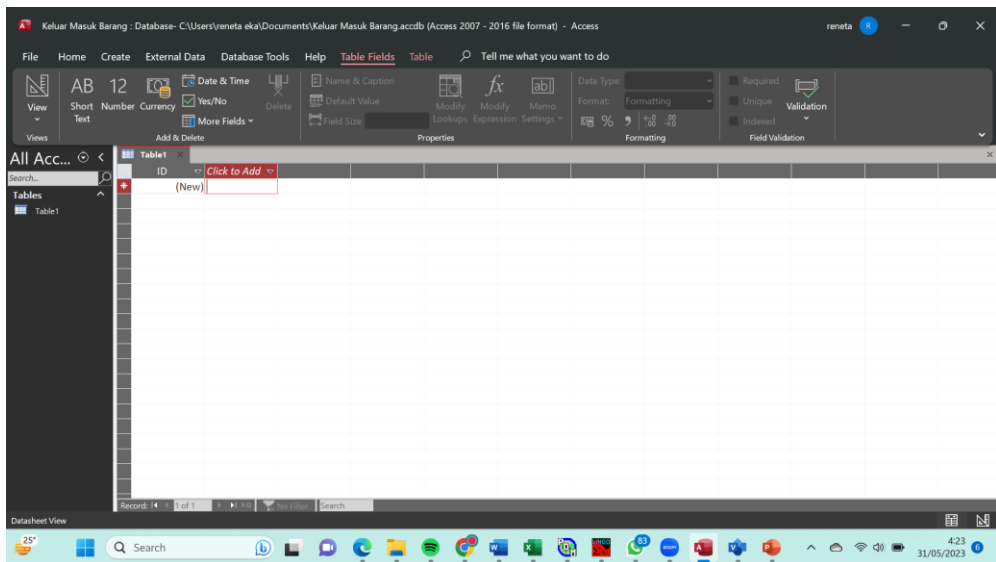 Keluar Masuk Barang : Database- C:\Users\reneta eka\Documents\Keluar Masuk Barang.accdb (Access 2007 - 2016 file format) - Access
reneta R
File Home Create External Data Database Tools Help Table Fields Table Tell me what you want to do
AB 12 Date & Time Name & Caption Data Type: Required
Yes/No Default Value Format: Formatting Unique
View Short Text Number Currency More Fields Delete Field Size Modify Lookups Modify Expression Memo Settings % Indexed Validation
Views Add & Delete Properties Formatting Field Validation
All Acc... Table1
Search... ID Click to Add
Tables (New)
Table1
Record: 1 of 1 No Filter Search
Datasheet View
25° Search 83 zoom 4:23 6
31/05/2023